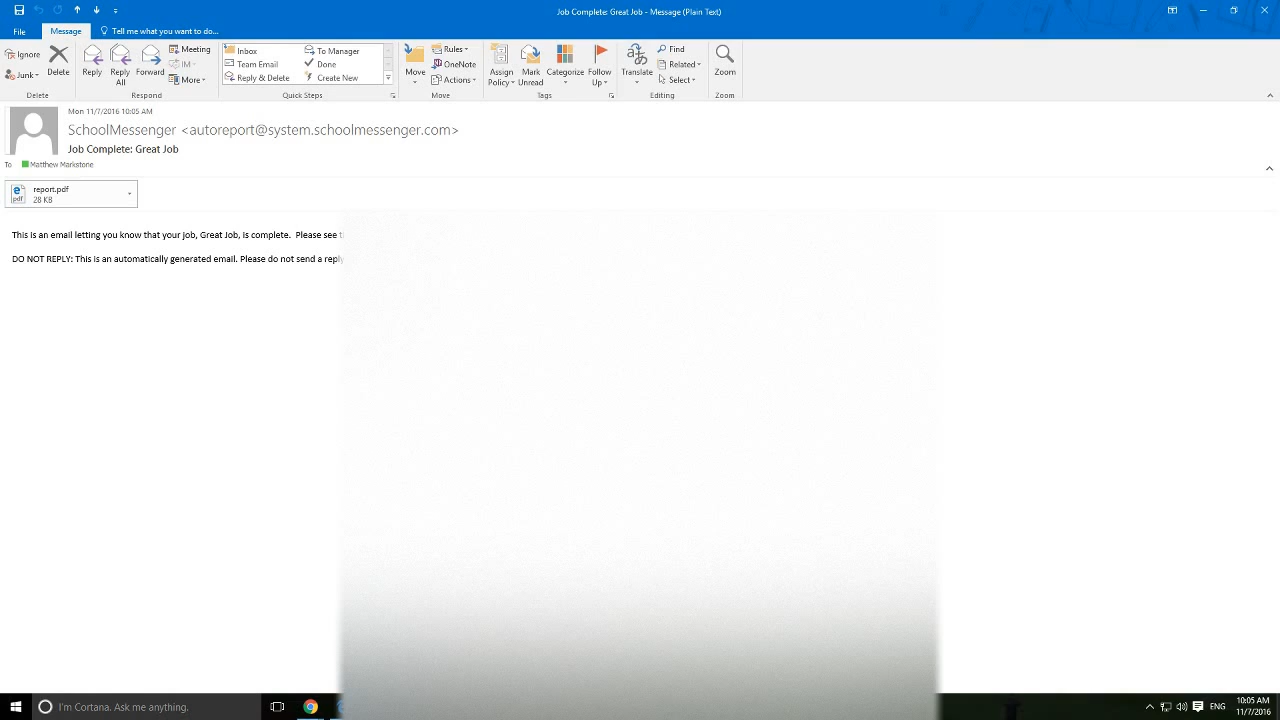 Job Complete: Great Job - Message (Plain Text)
File Message Tell me what you want to do...
Ignore
Junk
Delete
Reply
Reply All
Forward
Meeting
IM
More
Inbox
Team Email
Reply & Delete
To Manager
Done
Create New
Move
Rules
OneNote
Actions
Assign Policy
Mark Unread
Categorize
Follow Up
Translate
Find
Related
Select
Zoom
Delete Respond Quick Steps Move Tags Editing Zoom
Mon 11/7/2016 10:05 AM
SchoolMessenger <autoreport@system.schoolmessenger.com>
Job Complete: Great Job
To Matthew Markstone
pdf
report.pdf
28 KB
This is an email letting you know that your job, Great Job, is complete.  Please see
DO NOT REPLY: This is an automatically generated email. Please do not send a reply
I'm Cortana. Ask me anything.
ENG
10:05 AM
11/7/2016